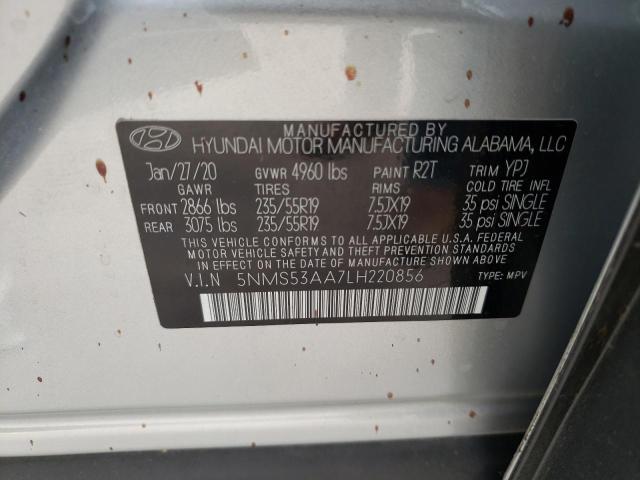 MANUFACTURED BY
HYUNDAI MOTOR MANUFACTURING ALABAMA, LLC
Jan/27/20 GVWR 4960 lbs PAINT R2T TRIM YPJ
GAWR TIRES RIMS COLD TIRE INFL
FRONT 2866 lbs 235/55R19 7.5JX19 35 psi SINGLE
REAR 3075 lbs 235/55R19 7.5JX19 35 psi SINGLE
THIS VEHICLE CONFORMS TO ALL APPLICABLE U.S.A. FEDERAL
MOTOR VEHICLE SAFETY BUMPER, AND THEFT PREVENTION
STANDARDS IN EFFECT ON THE DATE OF MANUFACTURE SHOWN ABOVE.
V.I.N 5NMS53AA7LH220856 TYPE: MPV